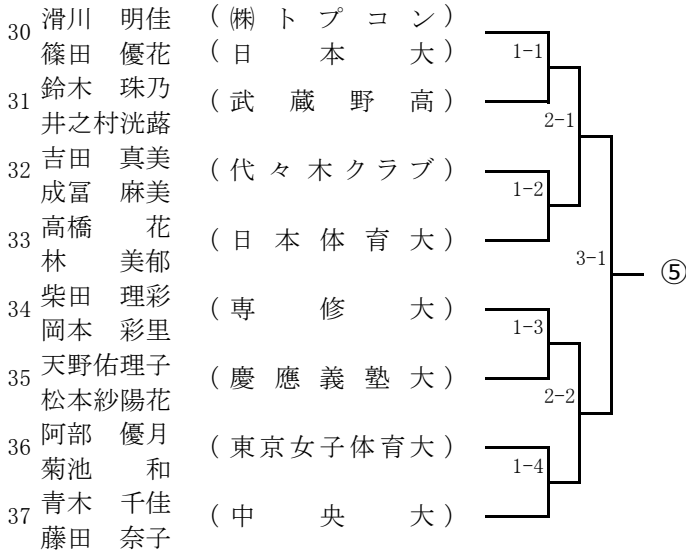 30 滑川 明佳 (㈱トプコン)
篠田 優花 (日本大)
31 鈴木 珠乃 (武蔵野高)
井之村洸蕗
32 吉田 真美 (代々木クラブ)
成冨 麻美
33 高橋 花 (日本体育大)
林 美郁
34 柴田 理彩 (専修大)
岡本 彩里
35 天野佑理子 (慶應義塾大)
松本紗陽花
36 阿部 優月 (東京女子体育大)
菊池 和
37 青木 千佳 (中央大)
藤田 奈子
1-1
2-1
1-2
3-1
⑤
1-3
2-2
1-4